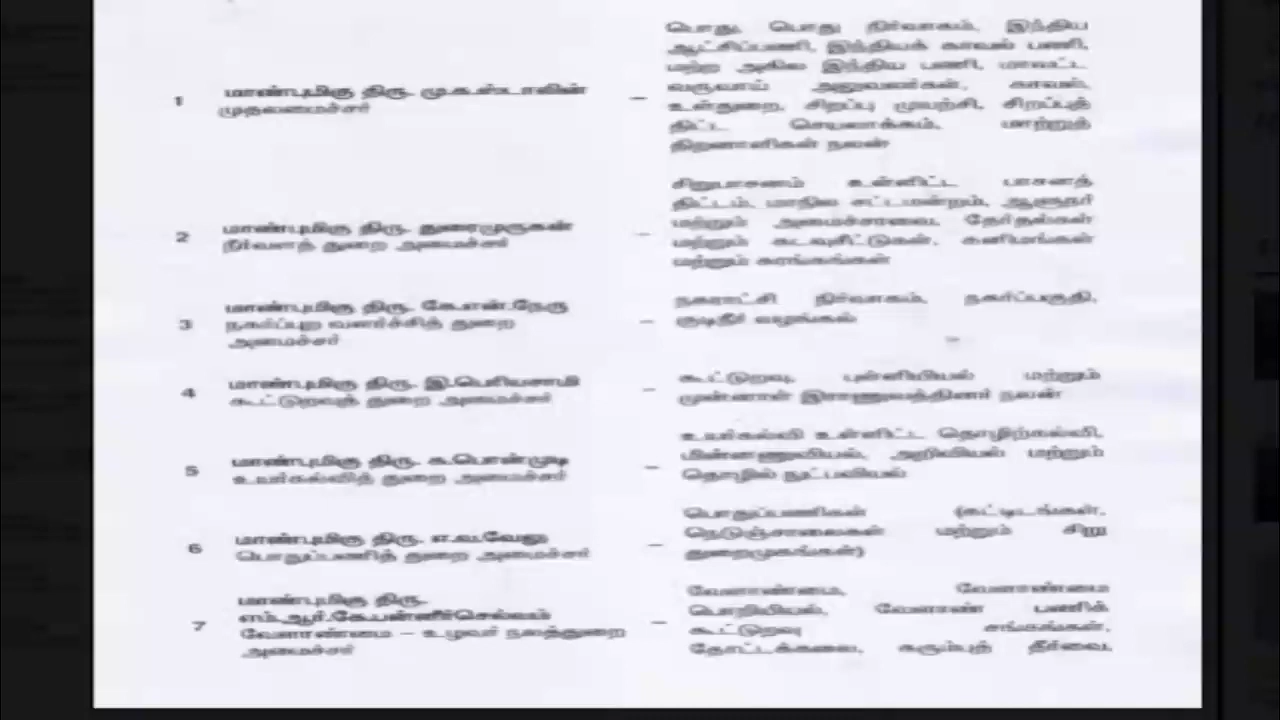 1 மாண்புமிகு திரு. மு.க.ஸ்டாலின்
முதலமைச்சர்
–
பொது, பொது நிர்வாகம், இந்திய
ஆட்சிப்பணி, இந்தியக் காவல் பணி,
மற்ற அகில இந்திய பணி, மாவட்ட
வருவாய் அலுவலர்கள், காவல்,
உள்துறை, சிறப்பு முயற்சி, சிறப்புத்
திட்ட செயலாக்கம், மாற்றுத்
திறனாளிகள் நலன்
2 மாண்புமிகு திரு. துரைமுருகன்
நீர்வளத் துறை அமைச்சர்
–
சிறுபாசனம் உள்ளிட்ட பாசனத்
திட்டம், மாநில சட்டமன்றம், ஆளுநர்
மற்றும் அமைச்சரவை, தேர்தல்கள்
மற்றும் கடவுசீட்டுகள், கனிமங்கள்
மற்றும் சுரங்கங்கள்
3 மாண்புமிகு திரு. கே.என்.நேரு
நகர்ப்புற வளர்ச்சித் துறை
அமைச்சர்
–
நகராட்சி நிர்வாகம், நகர்ப்பகுதி,
குடிநீர் வழங்கல்
4 மாண்புமிகு திரு. இ.பெரியசாமி
கூட்டுறவுத் துறை அமைச்சர்
–
கூட்டுறவு, புள்ளியியல் மற்றும்
முன்னாள் இராணுவத்தினர் நலன்
5 மாண்புமிகு திரு. க.பொன்முடி
உயர்கல்வித் துறை அமைச்சர்
–
உயர்கல்வி உள்ளிட்ட தொழிற்கல்வி,
மின்னணுவியல், அறிவியல் மற்றும்
தொழில் நுட்பவியல்
6 மாண்புமிகு திரு. எ.வ.வேலு
பொதுப்பணித் துறை அமைச்சர்
–
பொதுப்பணிகள் (கட்டிடங்கள்,
நெடுஞ்சாலைகள் மற்றும் சிறு
துறைமுகங்கள்)
7 மாண்புமிகு திரு.
எம்.ஆர்.கே.பன்னீர்செல்வம்
வேளாண்மை – உழவர் நலத்துறை
அமைச்சர்
–
வேளாண்மை, வேளாண்மை
பொறியியல், வேளாண் பணிக்
கூட்டுறவு சங்கங்கள்,
தோட்டக்கலை, கரும்புத் தீர்வை,